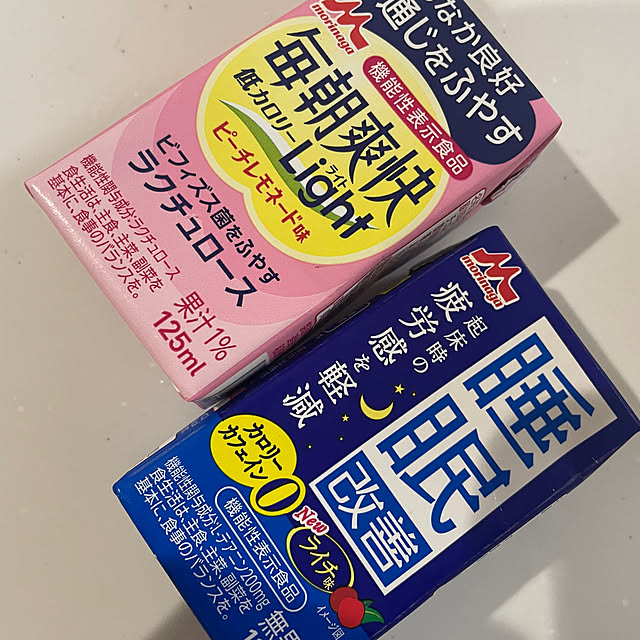 morinaga
なか良好
通じをふやす
機能性表示食品
毎朝爽快
低カロリー
ライト
Light
ピーチレモネード味
ビフィズス菌をふやす
ラクチュロース
機能性関与成分:ラクチュロース
食生活は、主食、主菜、副菜を
基本に、食事のバランスを。
果汁1%
125ml
morinaga
起床時の
疲労感を
軽減
睡眠
改善
カロリー
カフェイン
0
New
ライチ味
イメージ図
機能性表示食品
機能性関与成分:L-テアニン200mg
食生活は、主食、主菜、副菜を
基本に、食事のバランスを。
無